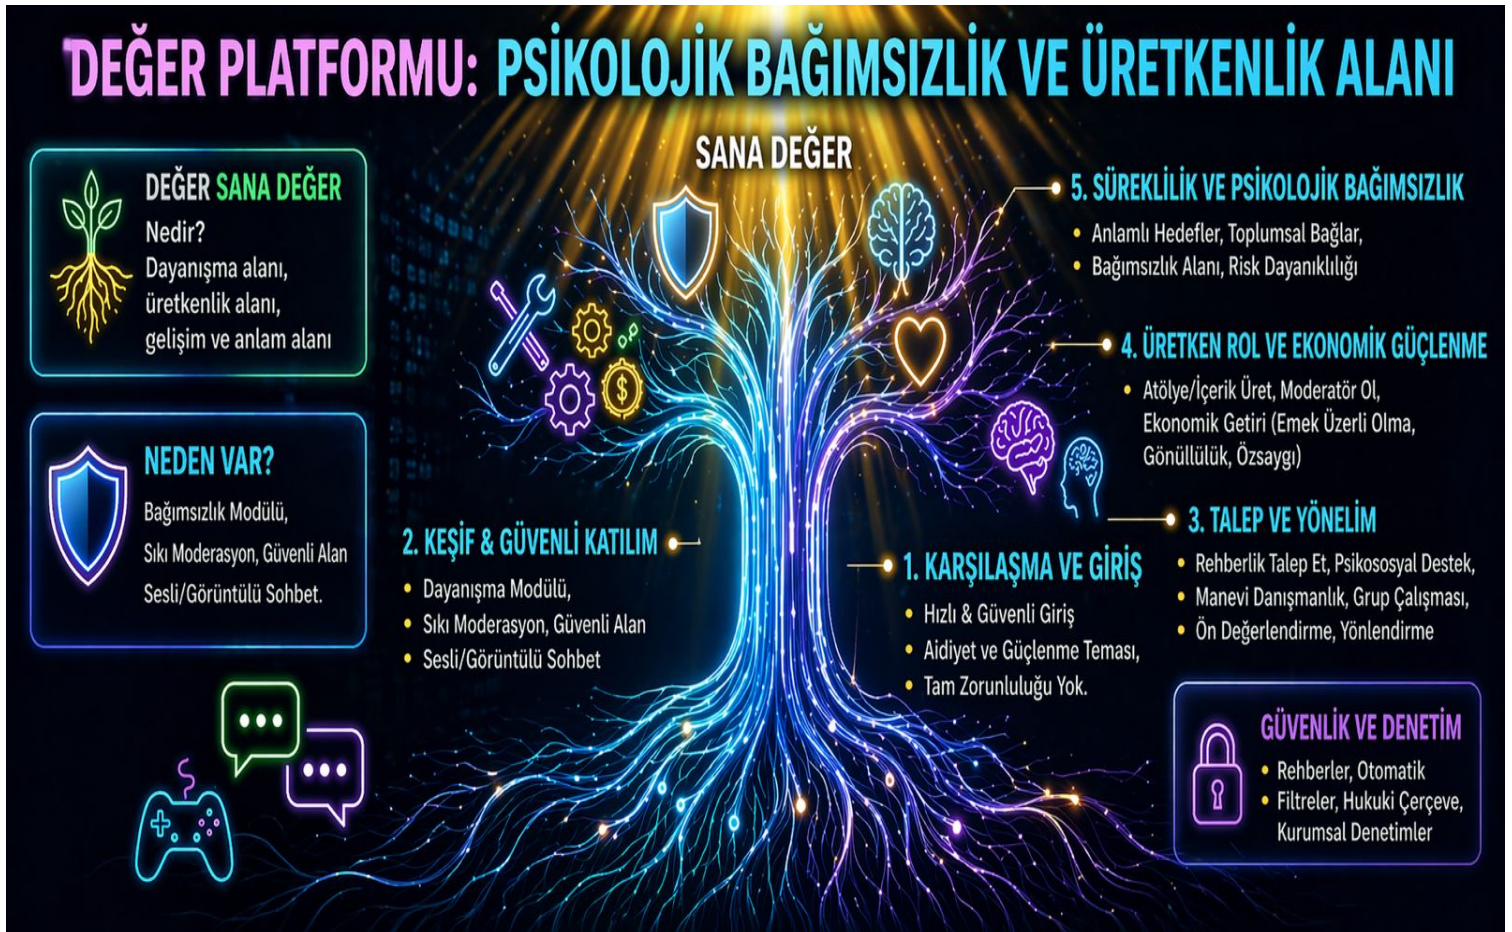 DEĞER PLATFORMU: PSİKOLOJİK BAĞIMSIZLIK VE ÜRETKENLİK ALANI
SANA DEĞER
DEĞER SANA DEĞER
Nedir?
Dayanışma alanı,
üretkenlik alanı,
gelişim ve anlam alanı
NEDEN VAR?
Bağımsızlık Modülü,
Sıkı Moderasyon, Güvenli Alan
Sesli/Görüntülü Sohbet.
2. KEŞİF & GÜVENLİ KATILIM
• Dayanışma Modülü,
• Sıkı Moderasyon, Güvenli Alan
• Sesli/Görüntülü Sohbet
1. KARŞILAŞMA VE GİRİŞ
• Hızlı & Güvenli Giriş
• Aidiyet ve Güçlenme Teması,
• Tam Zorunluluğu Yok.
5. SÜREKLİLİK VE PSİKOLOJİK BAĞIMSIZLIK
• Anlamlı Hedefler, Toplumsal Bağlar,
• Bağımsızlık Alanı, Risk Dayanıklılığı
4. ÜRETKEN ROL VE EKONOMİK GÜÇLENME
• Atölye/İçerik Üret, Moderatör Ol,
Ekonomik Getiri (Emek Üzerli Olma,
Gönüllülük, Özsaygı)
3. TALEP VE YÖNELİM
• Rehberlik Talep Et, Psikososyal Destek,
• Manevi Danışmanlık, Grup Çalışması,
• Ön Değerlendirme, Yönlendirme
GÜVENLİK VE DENETİM
• Rehberler, Otomatik
• Filtreler, Hukuki Çerçeve,
Kurumsal Denetimler